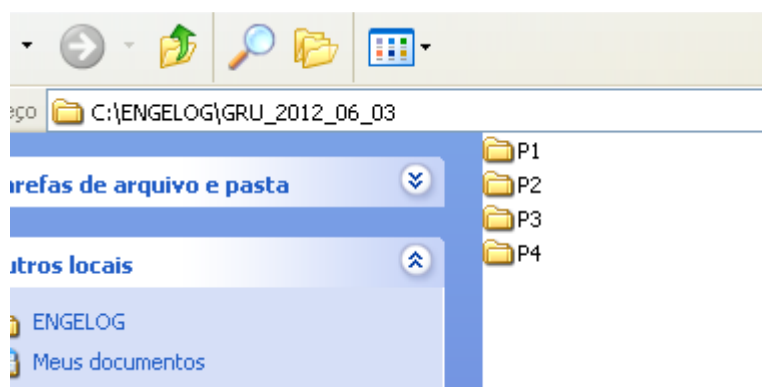 eço C:\ENGELOG\GRU_2012_06_03
arefas de arquivo e pasta
utros locais
ENGELOG
Meus documentos
P1
P2
P3
P4